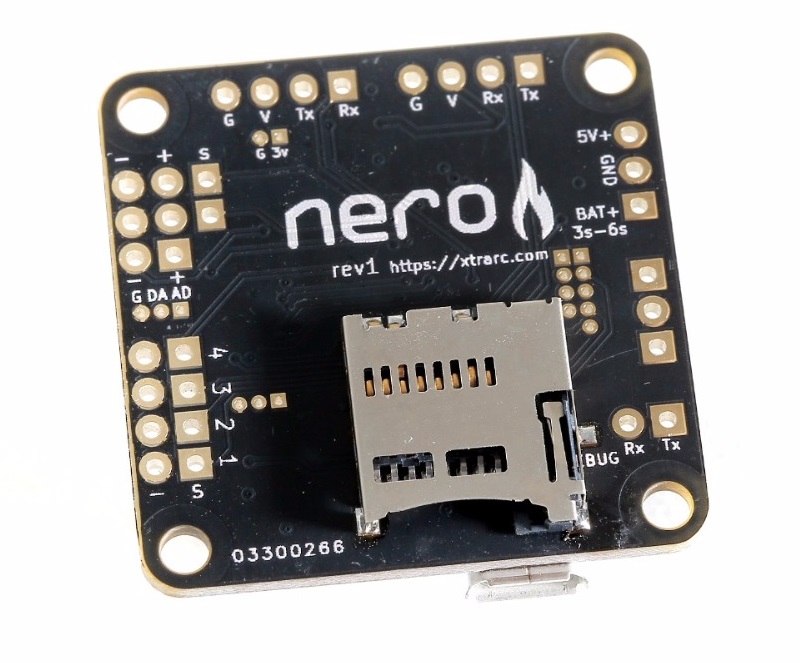 G V Tx Rx
G V Rx Tx
G 3v
5V+
GND
BAT+
3s-6s
- + S
nero
rev1 https://xtrarc.com
- +
G DA AD
4
3
2
1
- S
BUG Rx Tx
03300266